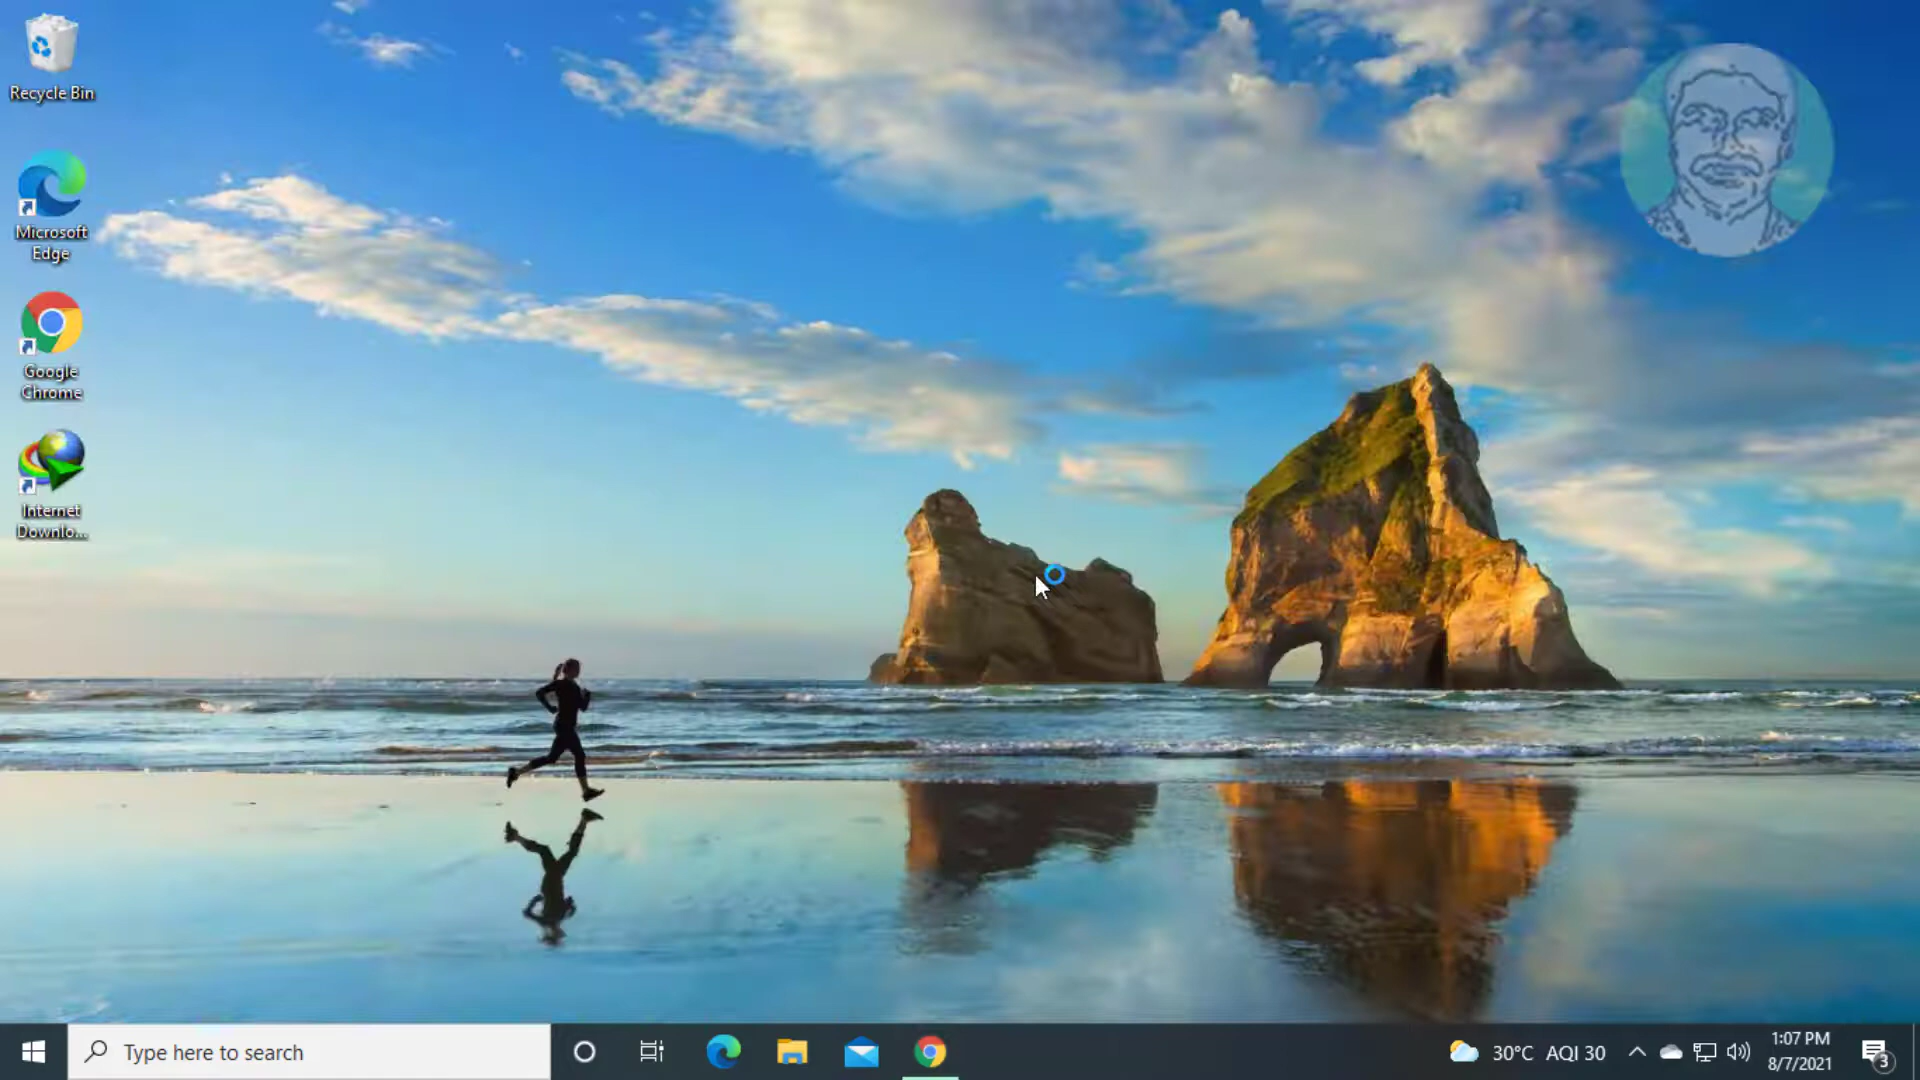 Recycle Bin
Microsoft
Edge
Google
Chrome
Internet
Downlo...
Type here to search
30°C AQI 30
1:07 PM
8/7/2021
3